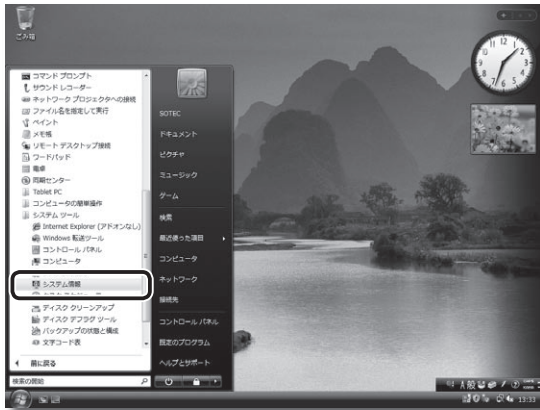 ごみ箱
コマンド プロンプト
サウンド レコーダー
ネットワーク プロジェクタへの接続
ファイル名を指定して実行
ペイント
メモ帳
リモート デスクトップ接続
ワードパッド
電卓
同期センター
Tablet PC
コンピュータの簡単操作
システム ツール
Internet Explorer (アドオンなし)
Windows 転送ツール
コントロール パネル
コンピュータ
システム情報
ディスク クリーンアップ
ディスク デフラグ ツール
バックアップの状態と構成
文字コード表
前に戻る
検索の開始
SOTEC
ドキュメント
ピクチャ
ミュージック
ゲーム
検索
最近使った項目
コンピュータ
ネットワーク
接続先
コントロール パネル
既定のプログラム
ヘルプとサポート
12
1
2
3
4
5
6
7
8
9
10
11
A 般
13:33